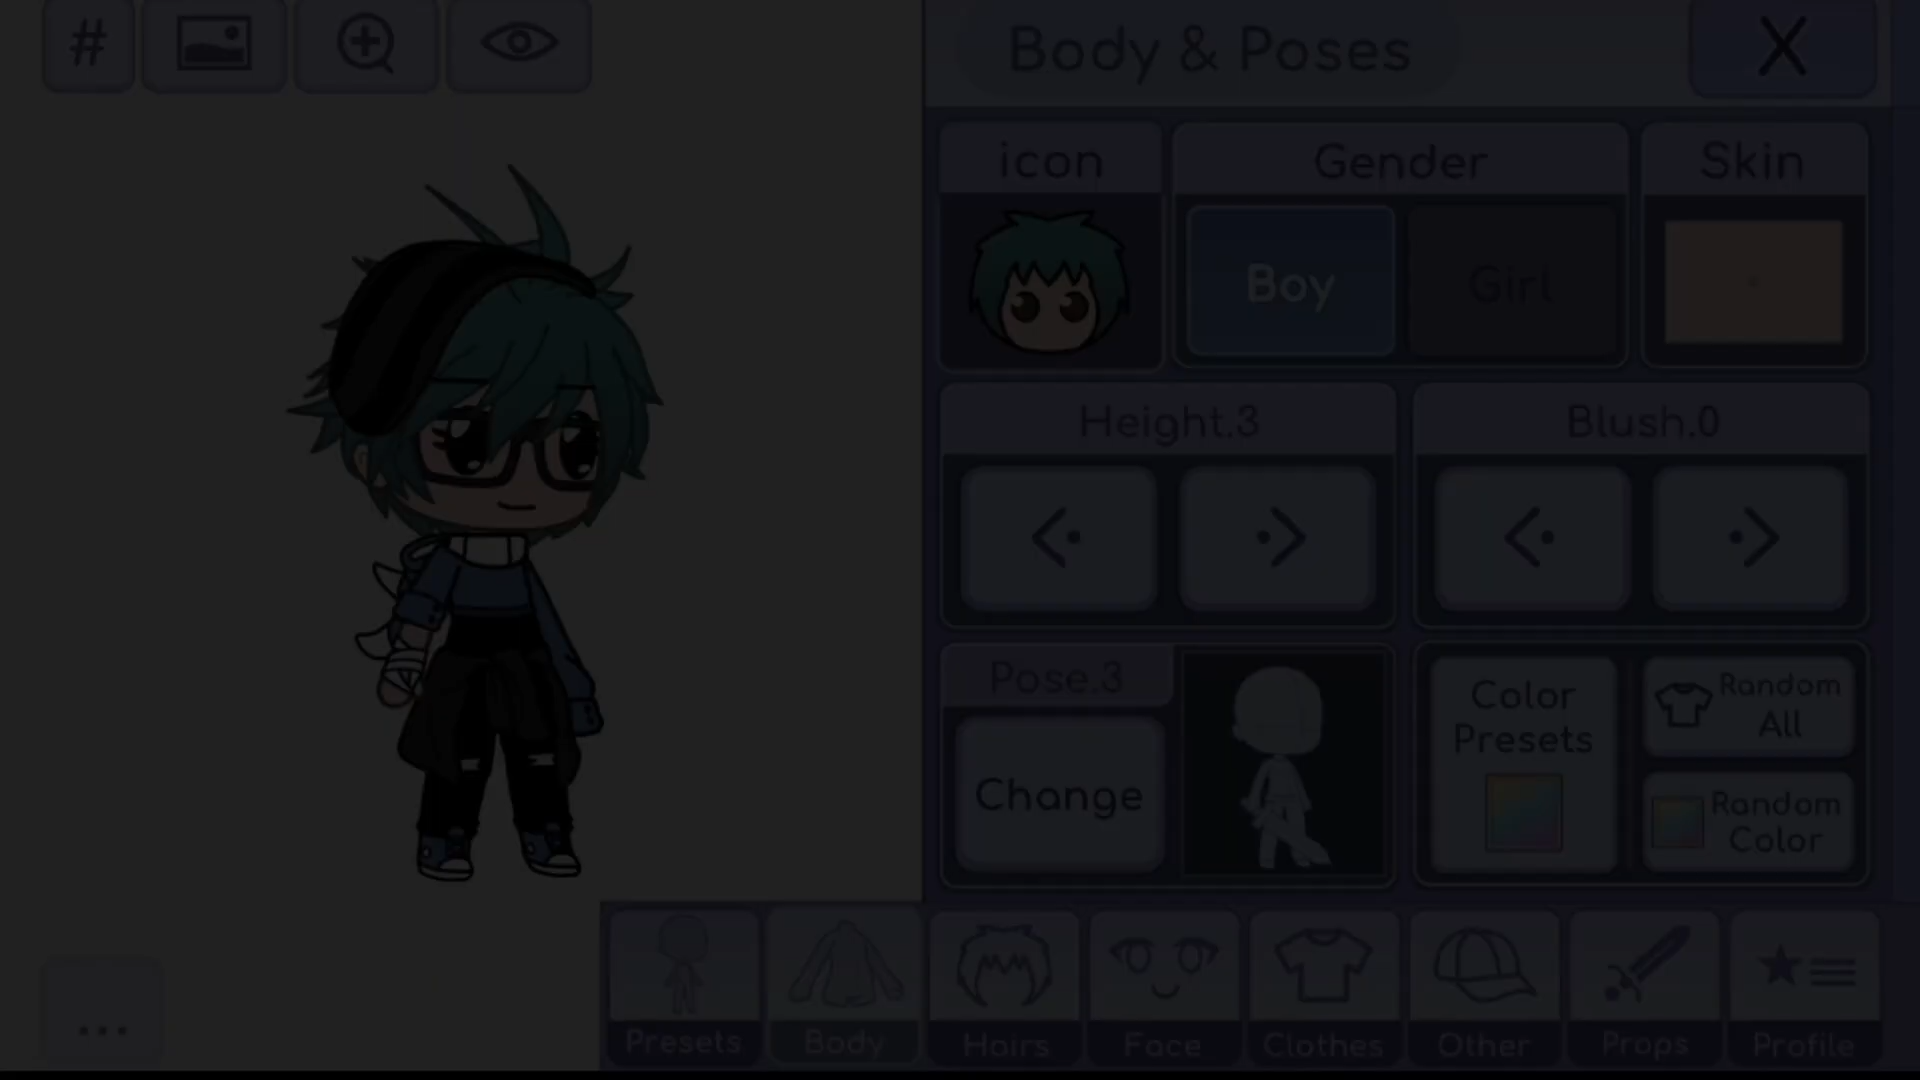 #
Body & Poses
X
icon
Gender
Skin
Boy
Girl
Height.3
Blush.0
Pose.3
Change
Color
Presets
Random
All
Random
Color
...
Presets
Body
Hairs
Face
Clothes
Other
Props
Profile